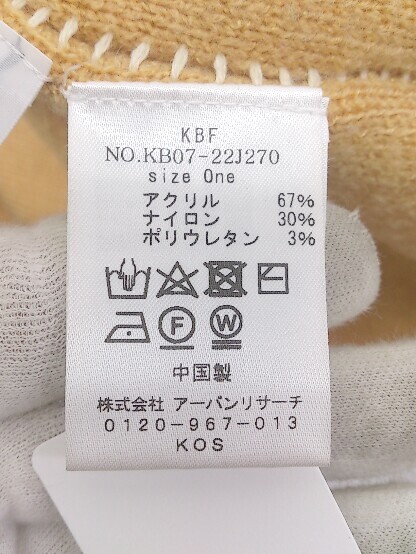 KBF
NO.KB07-22J270
size One
アクリル 67%
ナイロン 30%
ポリウレタン 3%
F W
中国製
株式会社 アーバンリサーチ
0120-967-013
KOS